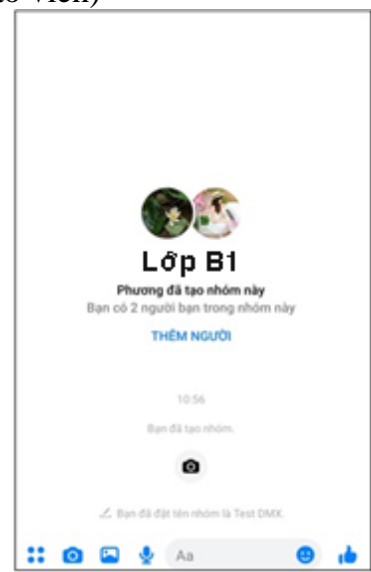 Lớp B1
Phương đã tạo nhóm này
Bạn có 2 người bạn trong nhóm này
THÊM NGƯỜI
10:56
Bạn đã tạo nhóm.
Bạn đã đặt tên nhóm là Test DMX.
Aa